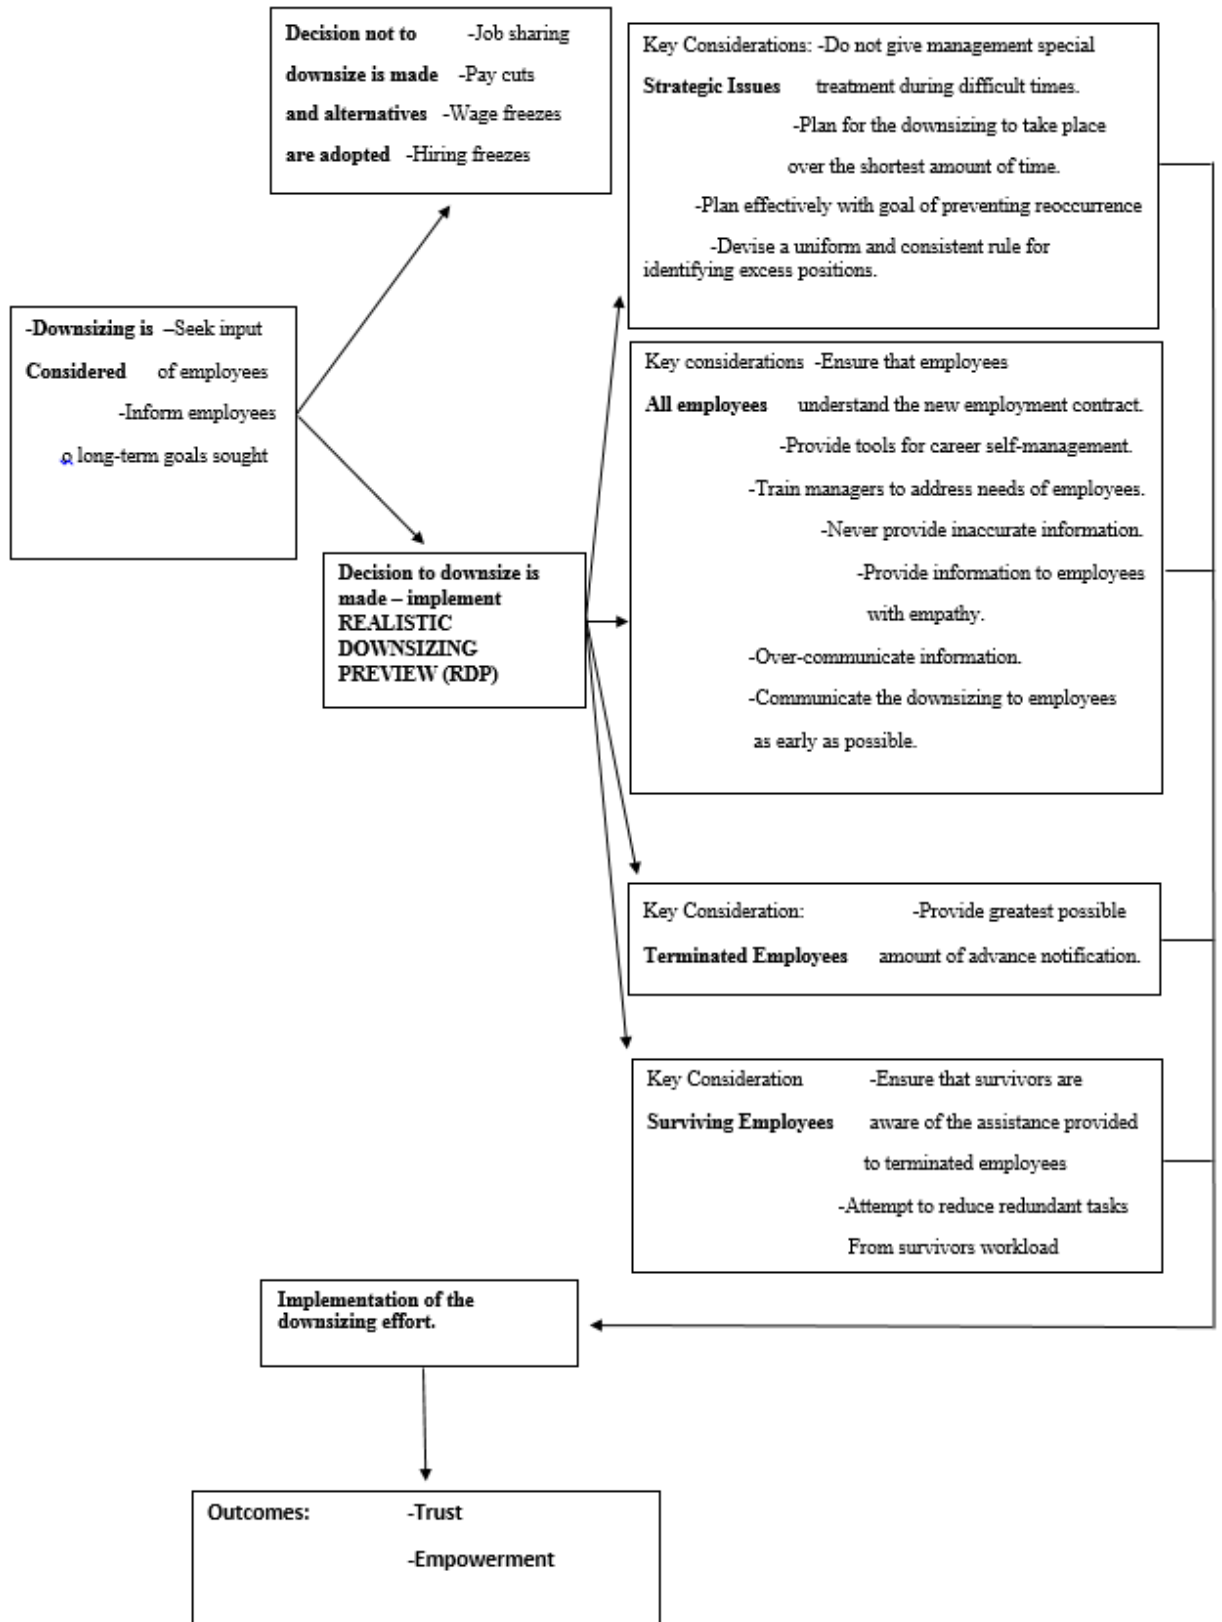 Decision not to -Job sharing
downsize is made -Pay cuts
and alternatives -Wage freezes
are adopted -Hiring freezes
Key Considerations: -Do not give management special
Strategic Issues treatment during difficult times.
-Plan for the downsizing to take place
over the shortest amount of time.
-Plan effectively with goal of preventing reoccurrence
-Devise a uniform and consistent rule for
identifying excess positions.
-Downsizing is –Seek input
Considered of employees
-Inform employees
o long-term goals sought
Key considerations -Ensure that employees
All employees understand the new employment contract.
-Provide tools for career self-management.
-Train managers to address needs of employees.
-Never provide inaccurate information.
-Provide information to employees
with empathy.
-Over-communicate information.
-Communicate the downsizing to employees
as early as possible.
Decision to downsize is
made – implement
REALISTIC
DOWNSIZING
PREVIEW (RDP)
Key Consideration: -Provide greatest possible
Terminated Employees amount of advance notification.
Key Consideration -Ensure that survivors are
Surviving Employees aware of the assistance provided
to terminated employees
-Attempt to reduce redundant tasks
From survivors workload
Implementation of the
downsizing effort.
Outcomes: -Trust
-Empowerment